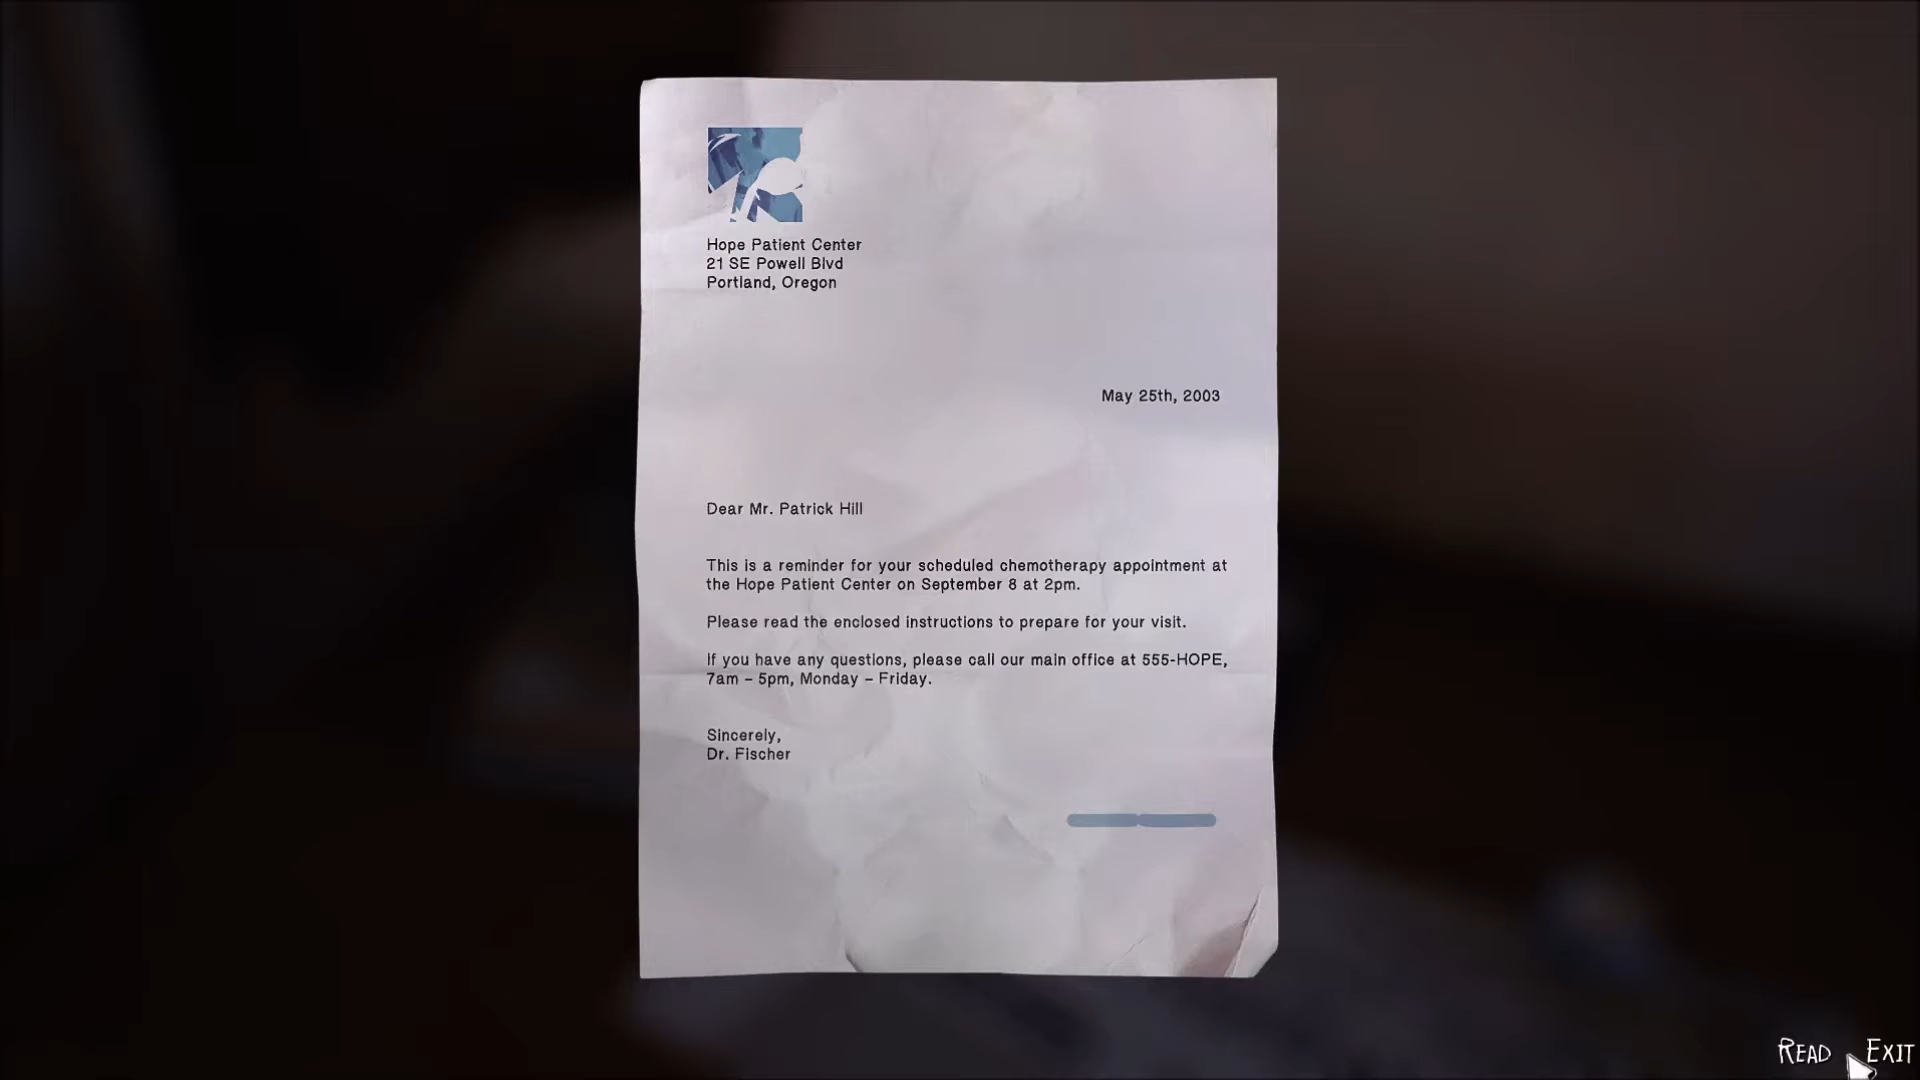 Hope Patient Center
21 SE Powell Blvd
Portland, Oregon
May 25th, 2003
Dear Mr. Patrick Hill
This is a reminder for your scheduled chemotherapy appointment at
the Hope Patient Center on September 8 at 2pm.
Please read the enclosed instructions to prepare for your visit.
If you have any questions, please call our main office at 555-HOPE,
7am – 5pm, Monday – Friday.
Sincerely,
Dr. Fischer
READ
EXIT